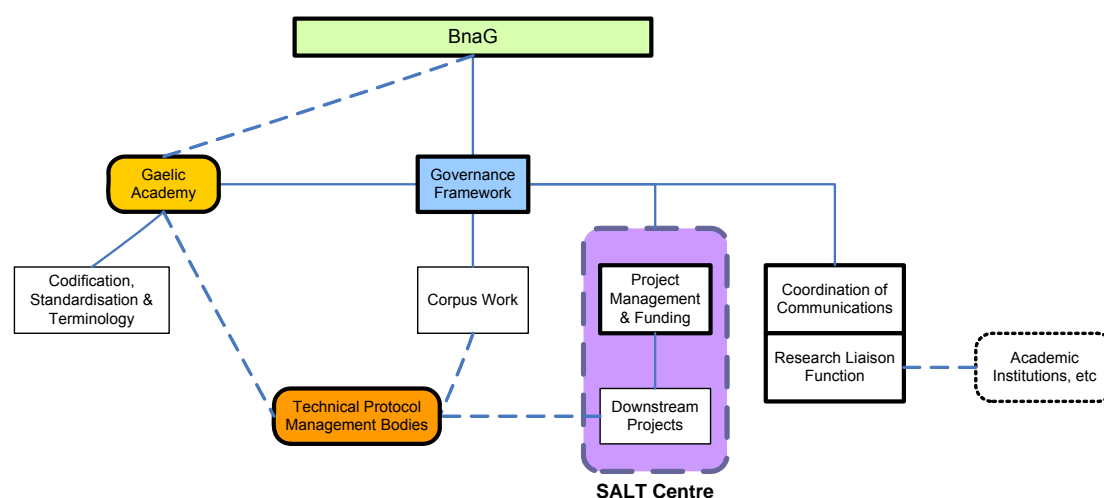 BnaG
Gaelic
Academy
Governance
Framework
Codification,
Standardisation &
Terminology
Corpus Work
Project
Management
& Funding
Coordination of
Communications
Research Liaison
Function
Academic
Institutions, etc
Technical Protocol
Management Bodies
Downstream
Projects
SALT Centre